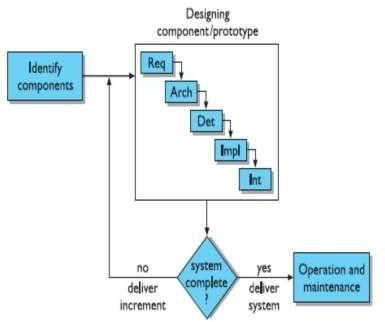 Designing
component/prototype
Identify
components
Req
Arch
Det
Impl
Int
system
complete
?
no
deliver
increment
yes
deliver
system
Operation and
maintenance